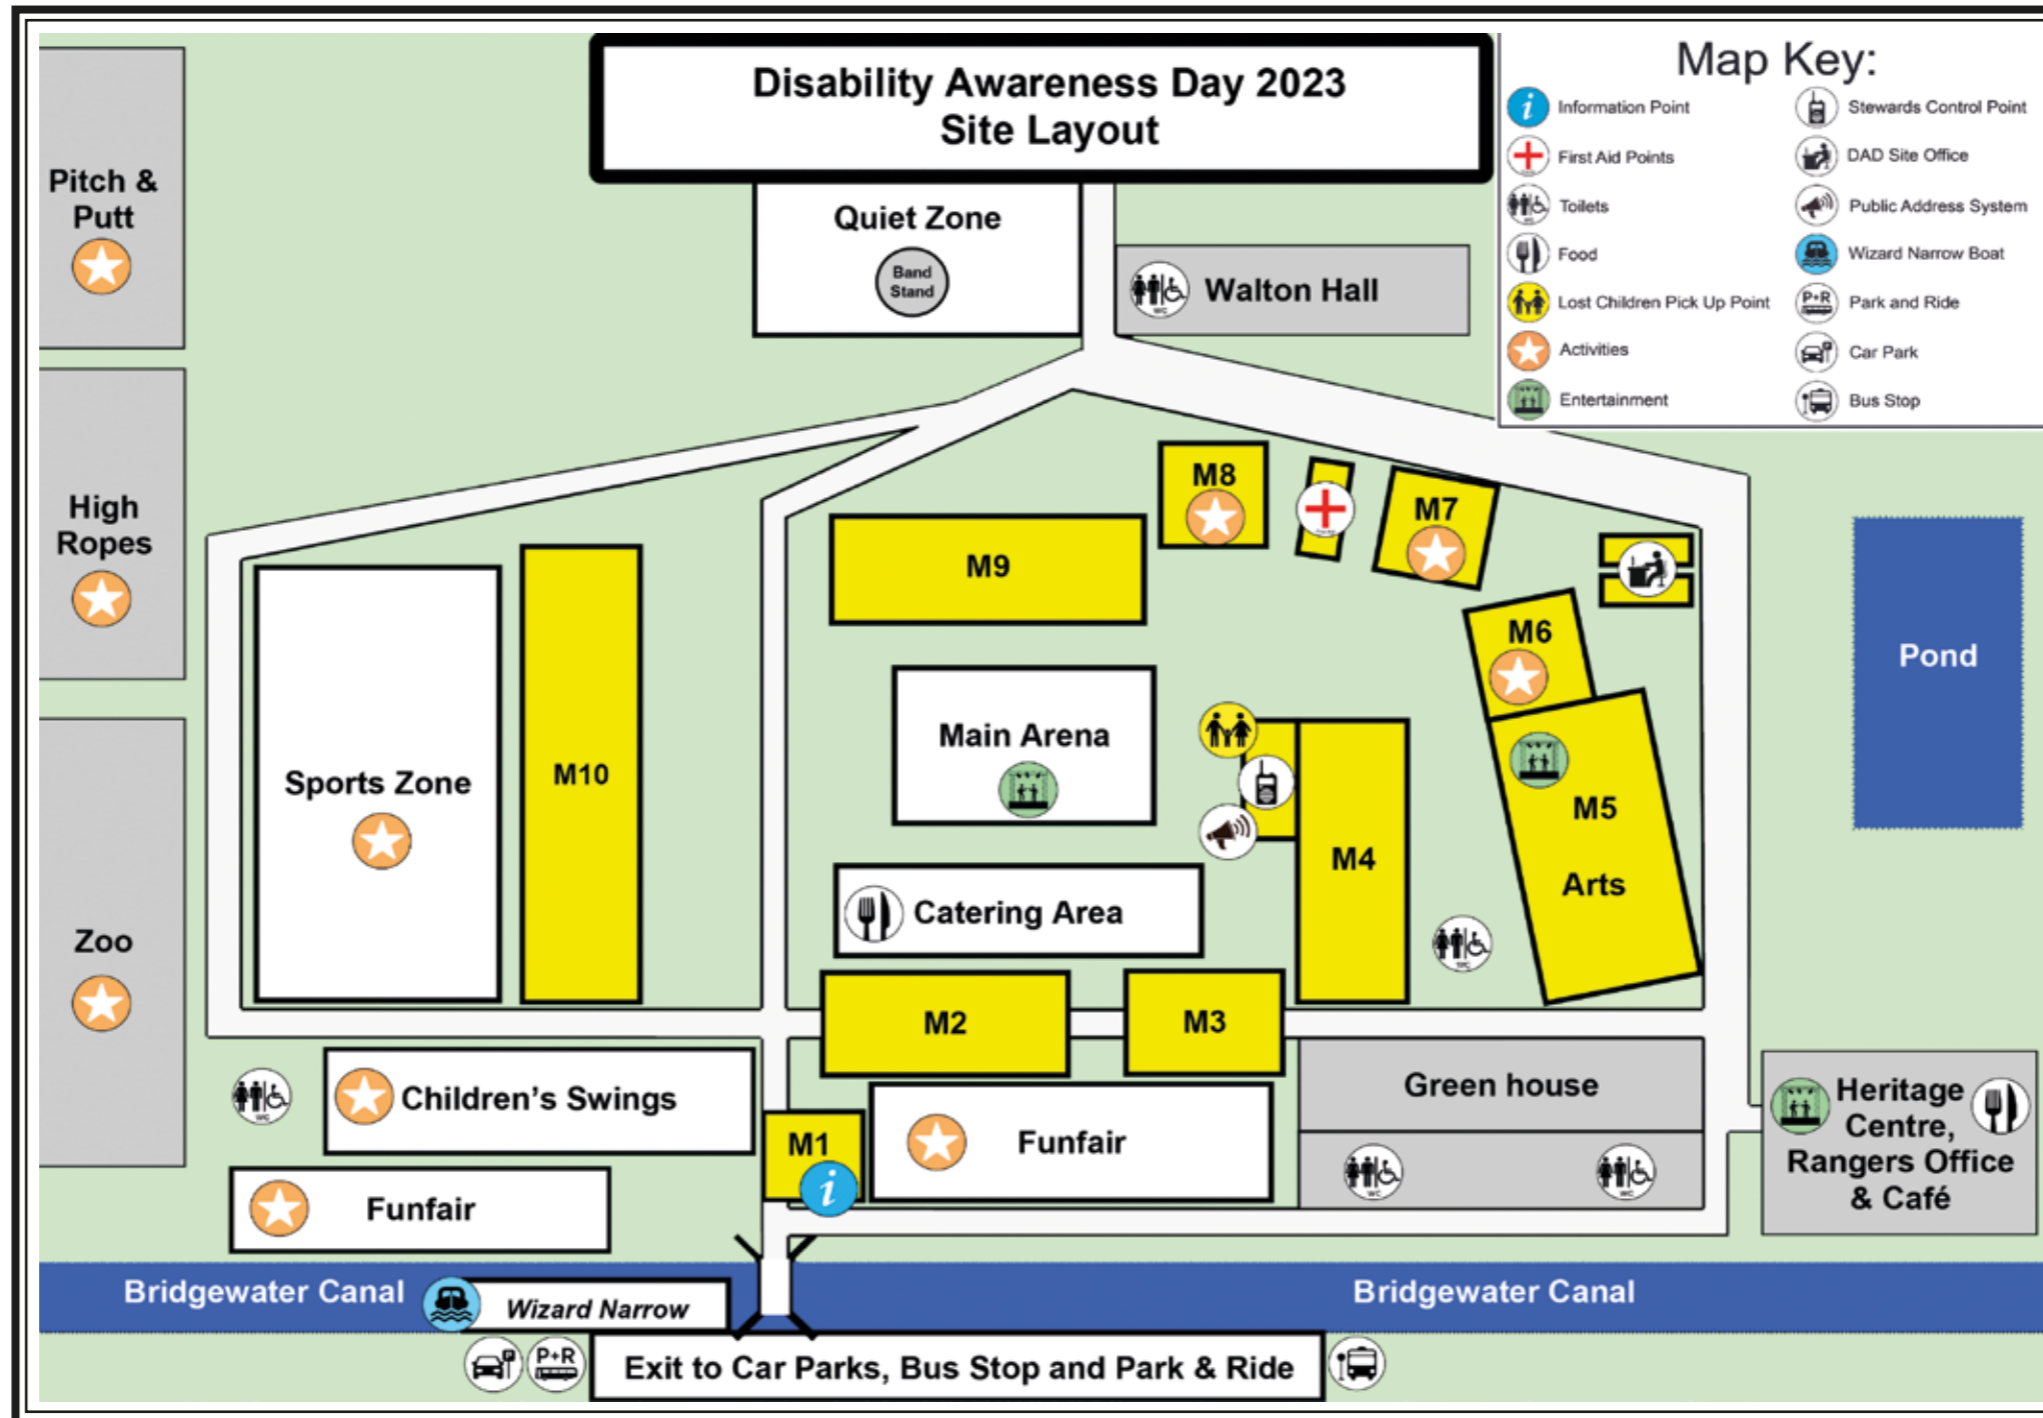 Disability Awareness Day 2023
Site Layout
Map Key:
Information Point
First Aid Points
Toilets
Food
Lost Children Pick Up Point
Activities
Entertainment
Stewards Control Point
DAD Site Office
Public Address System
Wizard Narrow Boat
P+R
Park and Ride
Car Park
Bus Stop
Pitch &
Putt
Quiet Zone
Band
Stand
WC
Walton Hall
High
Ropes
M8
M7
M9
M6
Pond
Main Arena
Sports Zone
M10
M5
Arts
M4
Catering Area
Zoo
WC
M2
M3
Green house
WC
WC
WC
Children's Swings
M1
i
Funfair
Heritage
Centre,
Rangers Office
& Café
Funfair
Bridgewater Canal
Wizard Narrow
Bridgewater Canal
P+R
Exit to Car Parks, Bus Stop and Park & Ride